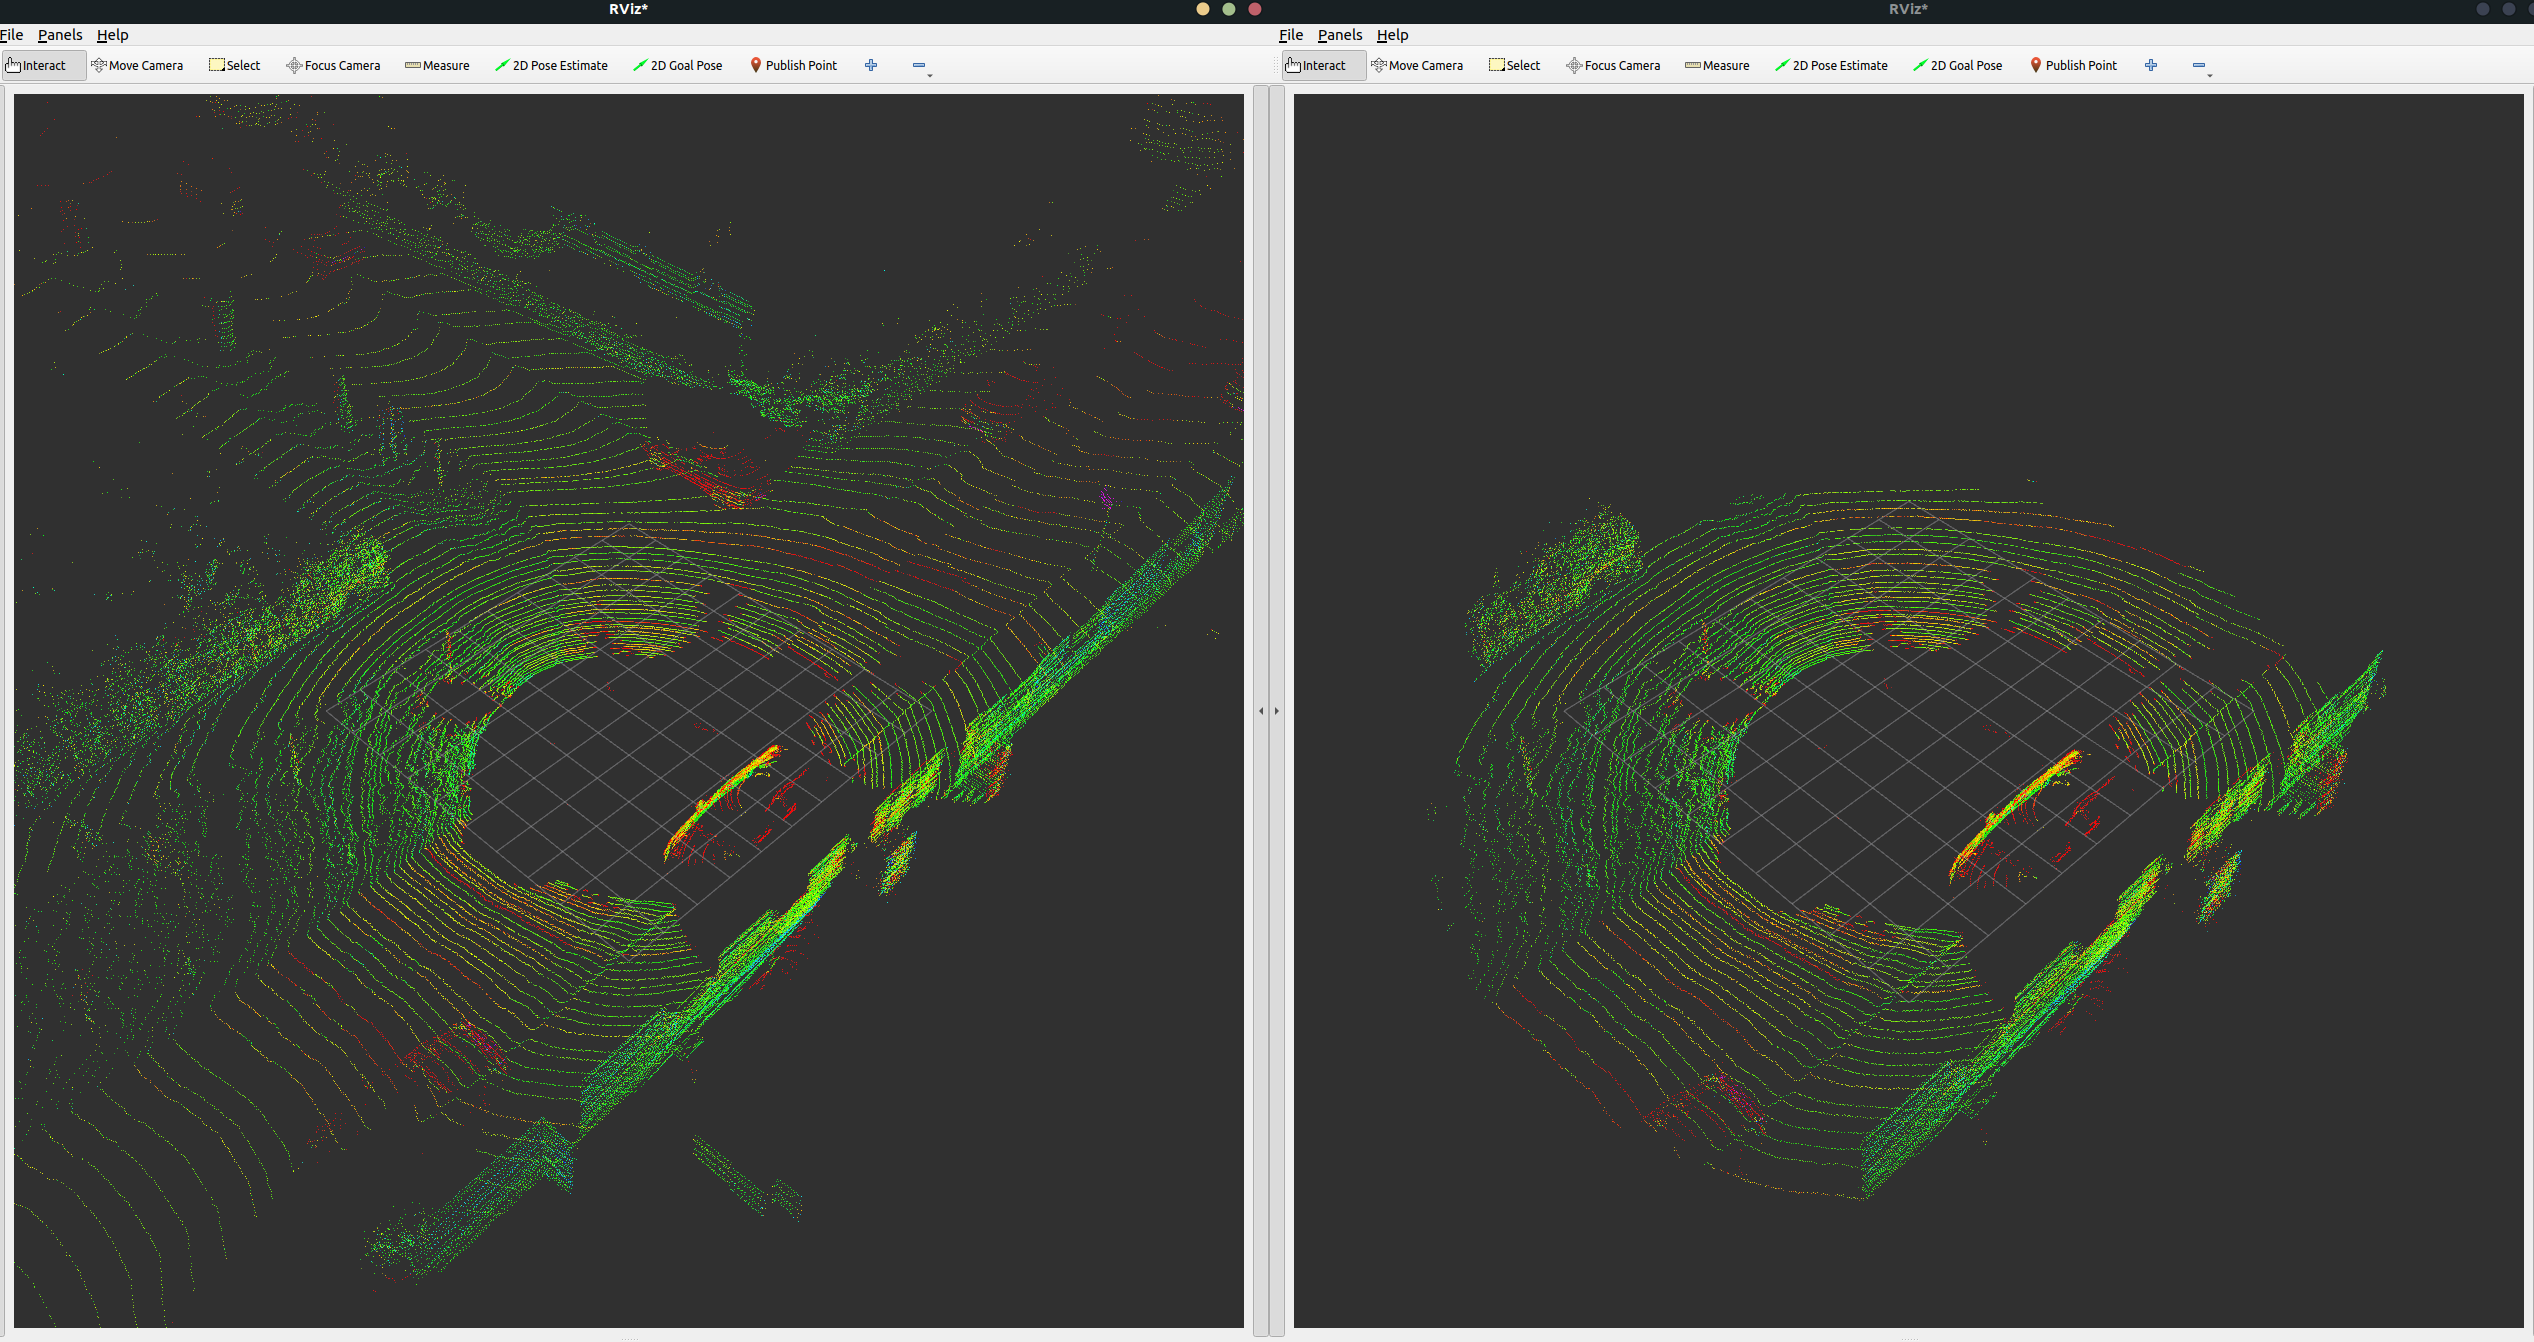 RViz*
File Panels Help
Interact Move Camera Select Focus Camera Measure 2D Pose Estimate 2D Goal Pose Publish Point
RViz*
File Panels Help
Interact Move Camera Select Focus Camera Measure 2D Pose Estimate 2D Goal Pose Publish Point